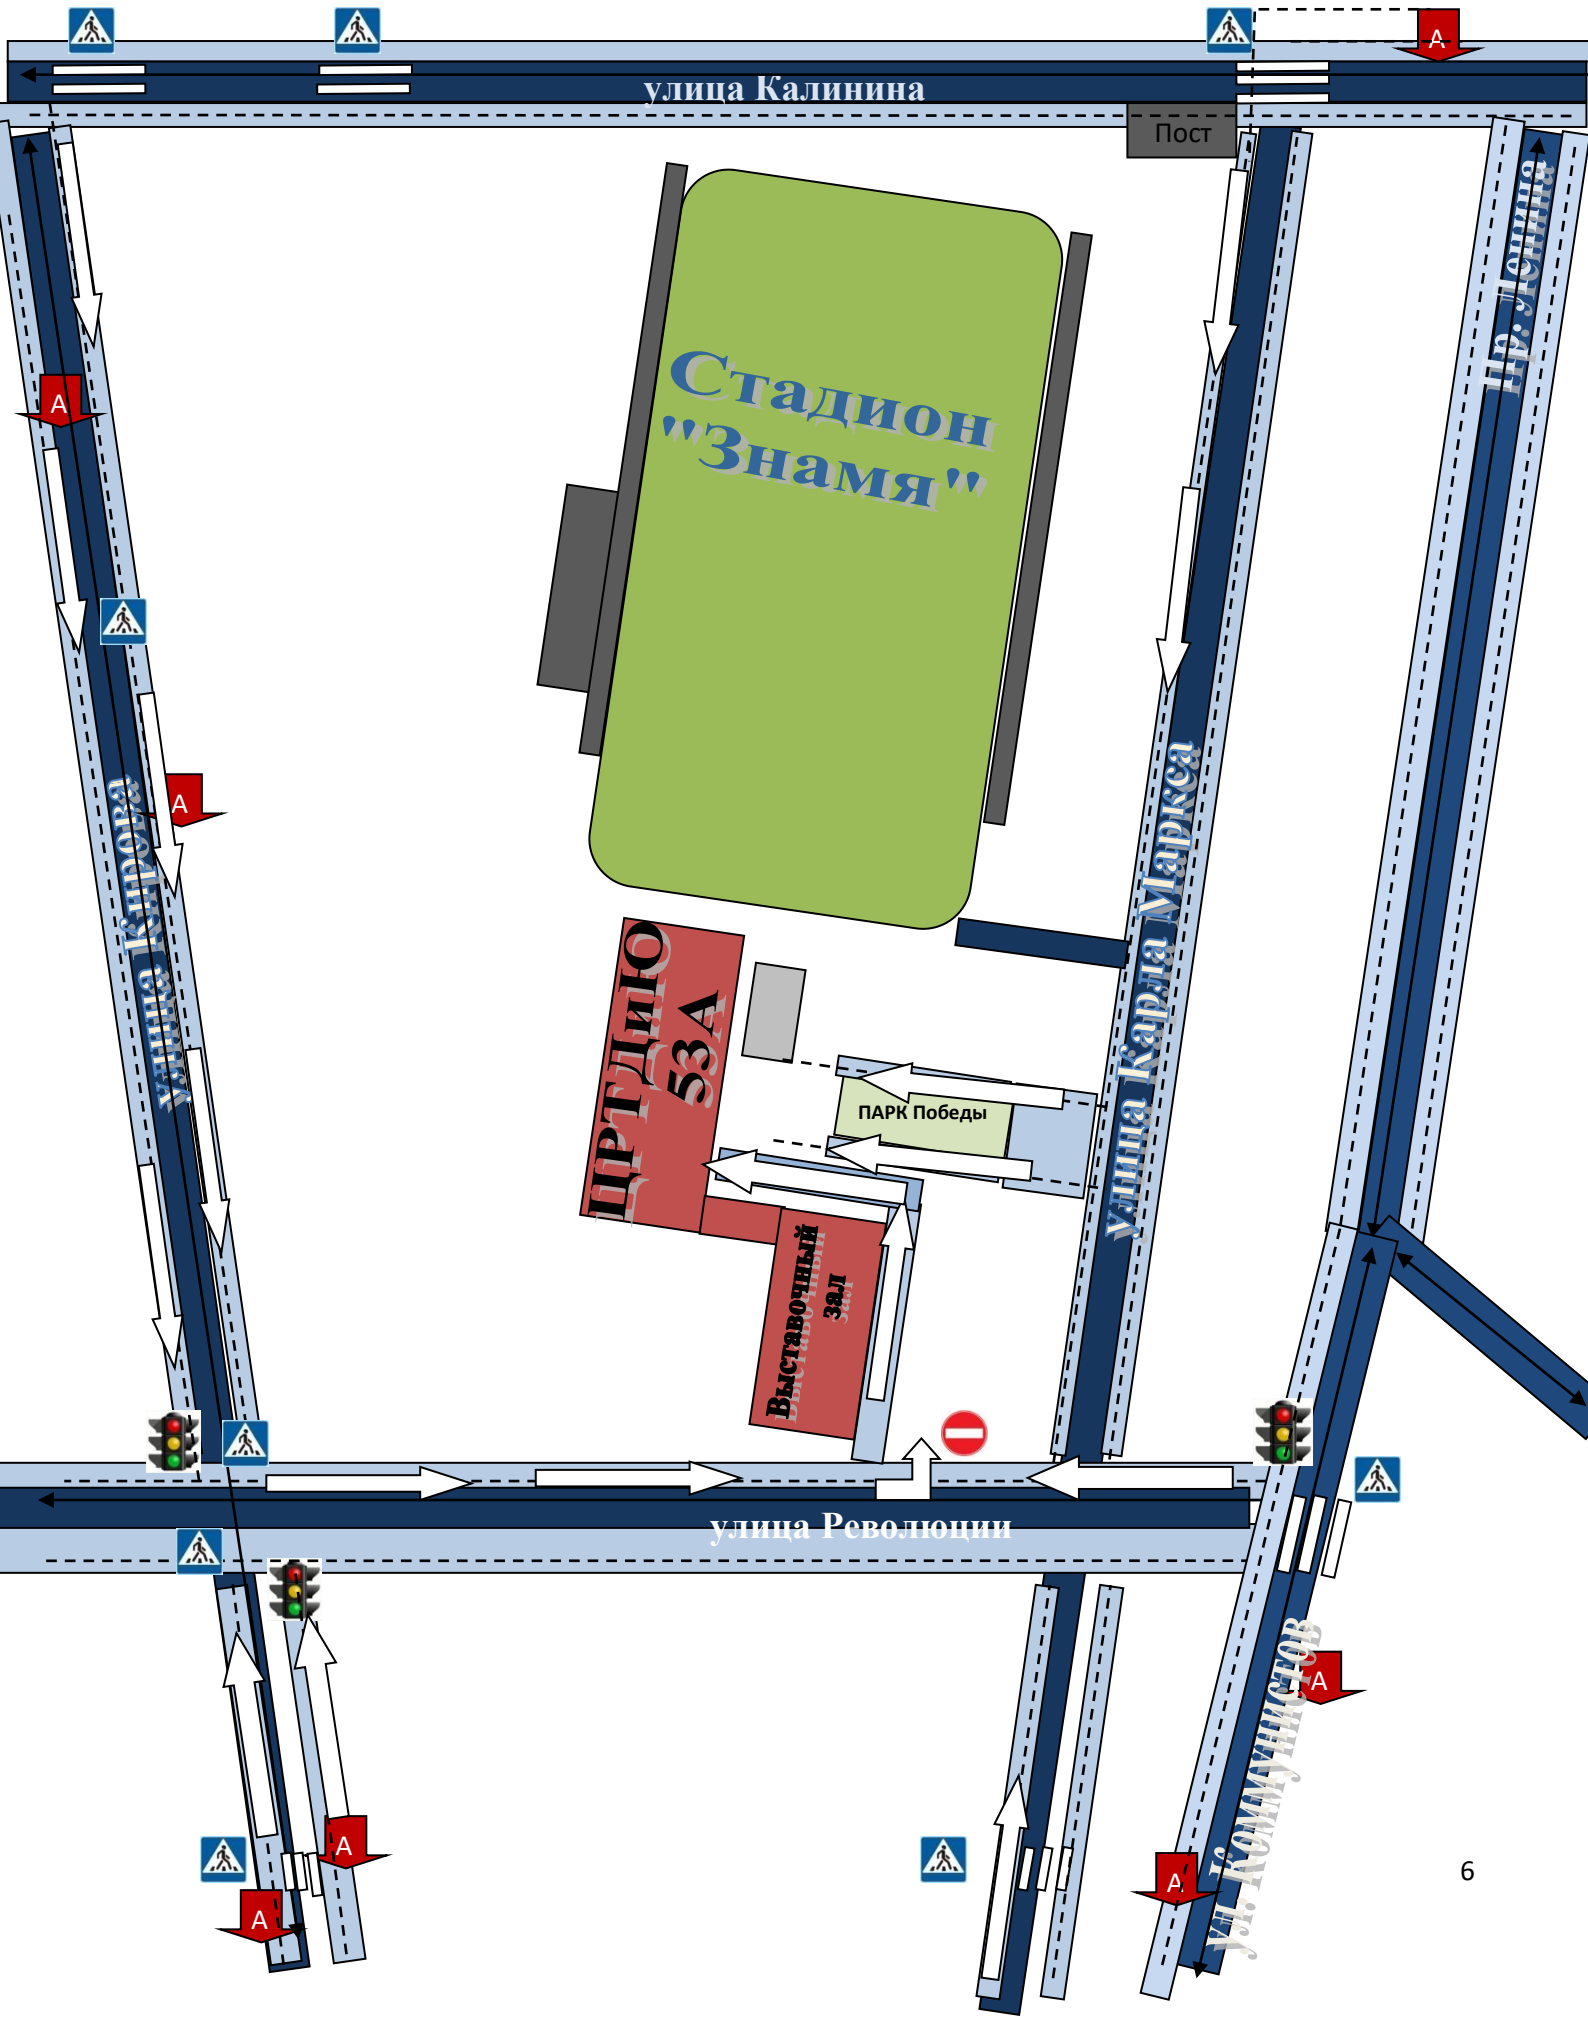 А
улица Калинина
Пост
Пр. Ленина
Стадион
"Знамя"
А
А
улица Кирова
улица Карла Маркса
ЦРТДиЮ
53 А
ПАРК Победы
Выставочный
зал
улица Революции
ул. Коммунистов
А
А
А
А
6